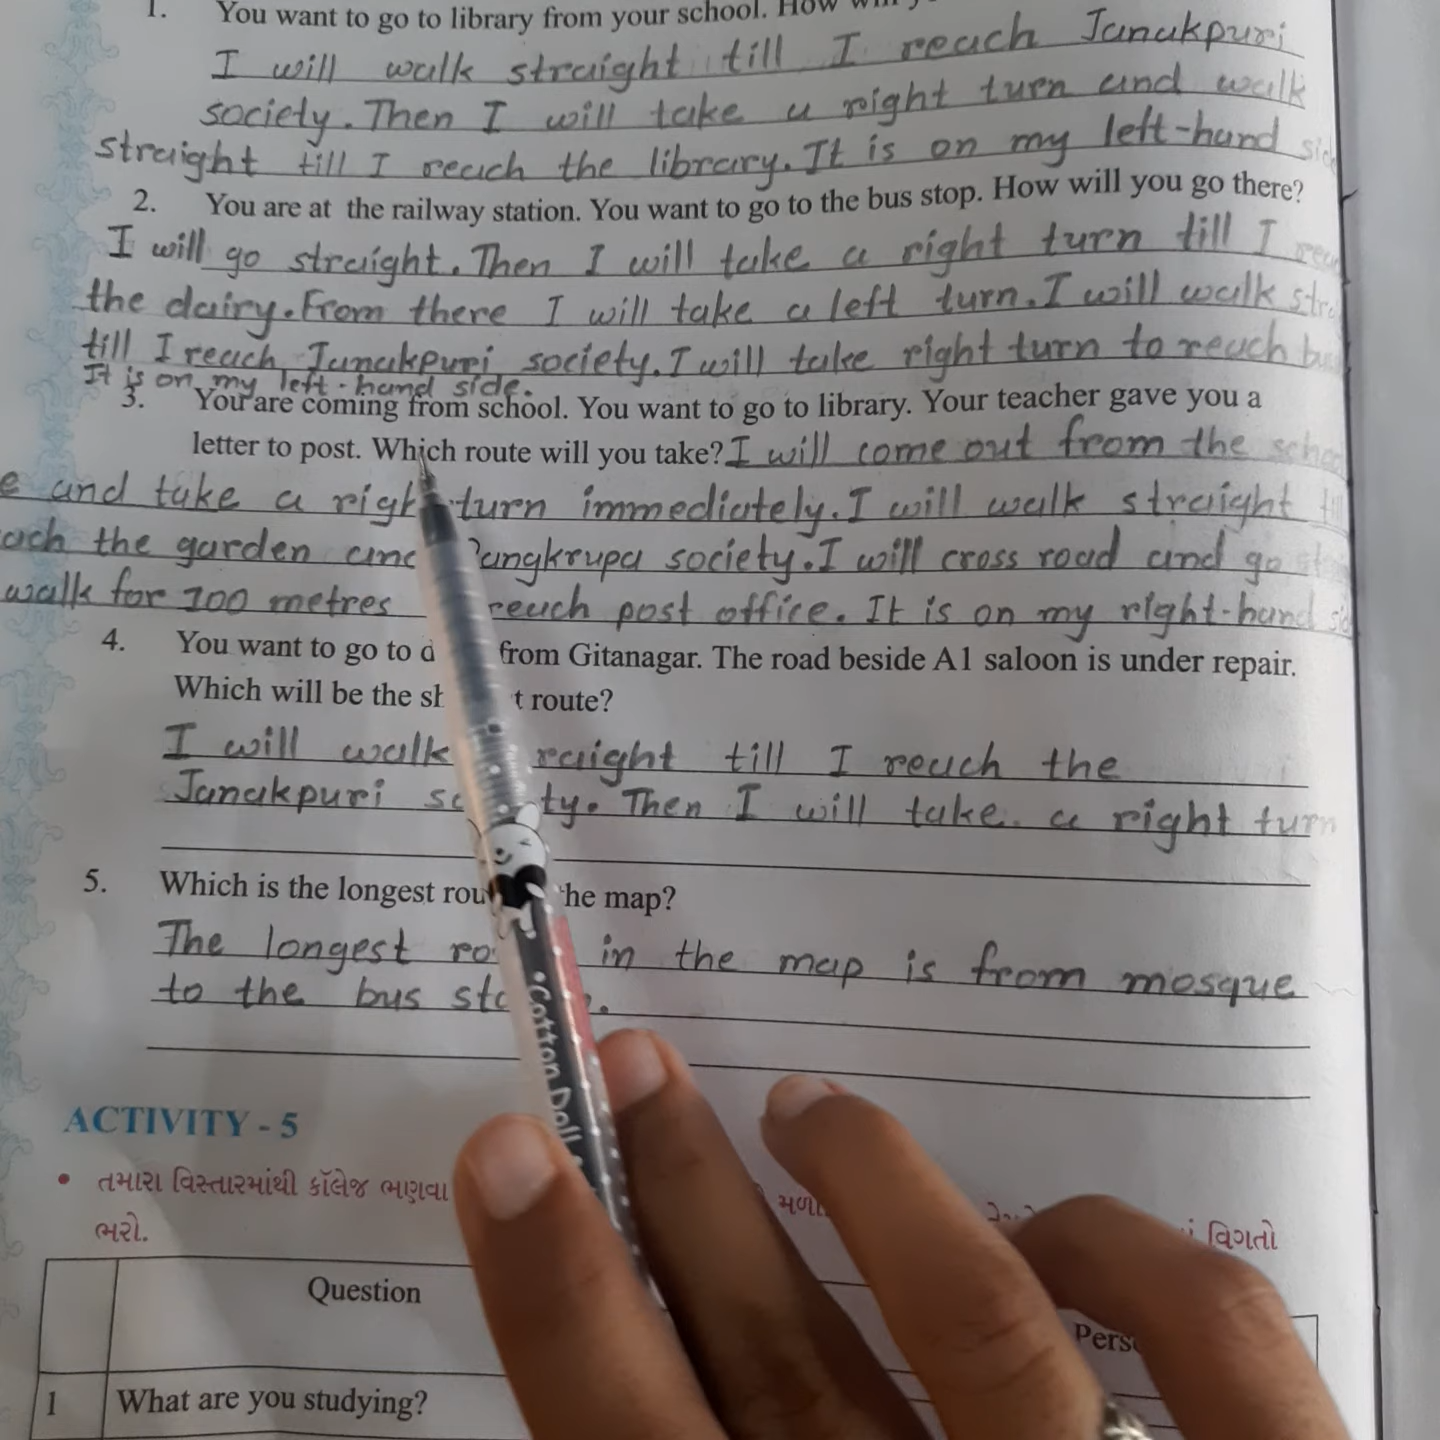 1. You want to go to library from your school. How
I will walk straight till I reach Janakpuri
society. Then I will take a right turn and walk
straight till I reach the library. It is on my left-hand
2. You are at the railway station. You want to go to the bus stop. How will you go there?
I will go straight. Then I will take a right turn till I
the dairy. From there I will take a left turn. I will walk
till I reach Janakpuri society. I will take right turn to reach
It is on my left-hand side.
3. You are coming from school. You want to go to library. Your teacher gave you a
letter to post. Which route will you take? I will come out from the
and take a turn immediately. I will walk straight
the garden society. I will cross road and go
walk for 100 metres reach post office. It is on my right-hand
4. You want to go to from Gitanagar. The road beside A1 saloon is under repair.
Which will be the route?
I will walk till I reach the
Janakpuri Then I will take a right turn
5. Which is the longest map?
The longest in the map is from mosque
to the bus
ACTIVITY - 5
• તમારા વિસ્તારમાંથી કૉલેજ ભણવા
ભરો. વિગતો
Question
1 What are you studying?
Cotton Doll